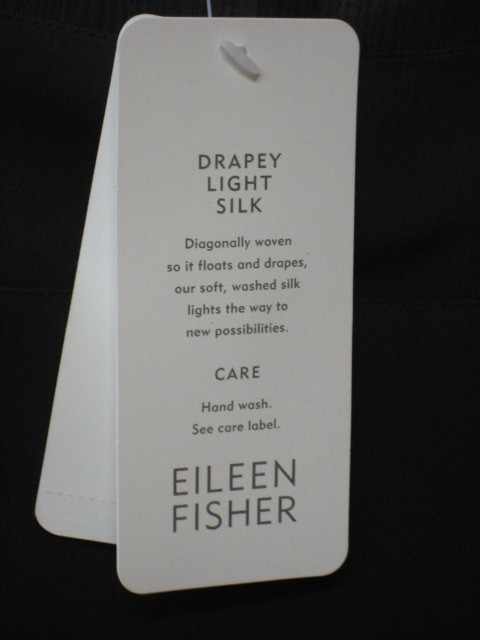 DRAPEY
LIGHT
SILK
Diagonally woven
so it floats and drapes,
our soft, washed silk
lights the way to
new possibilities.
CARE
Hand wash.
See care label.
EILEEN
FISHER